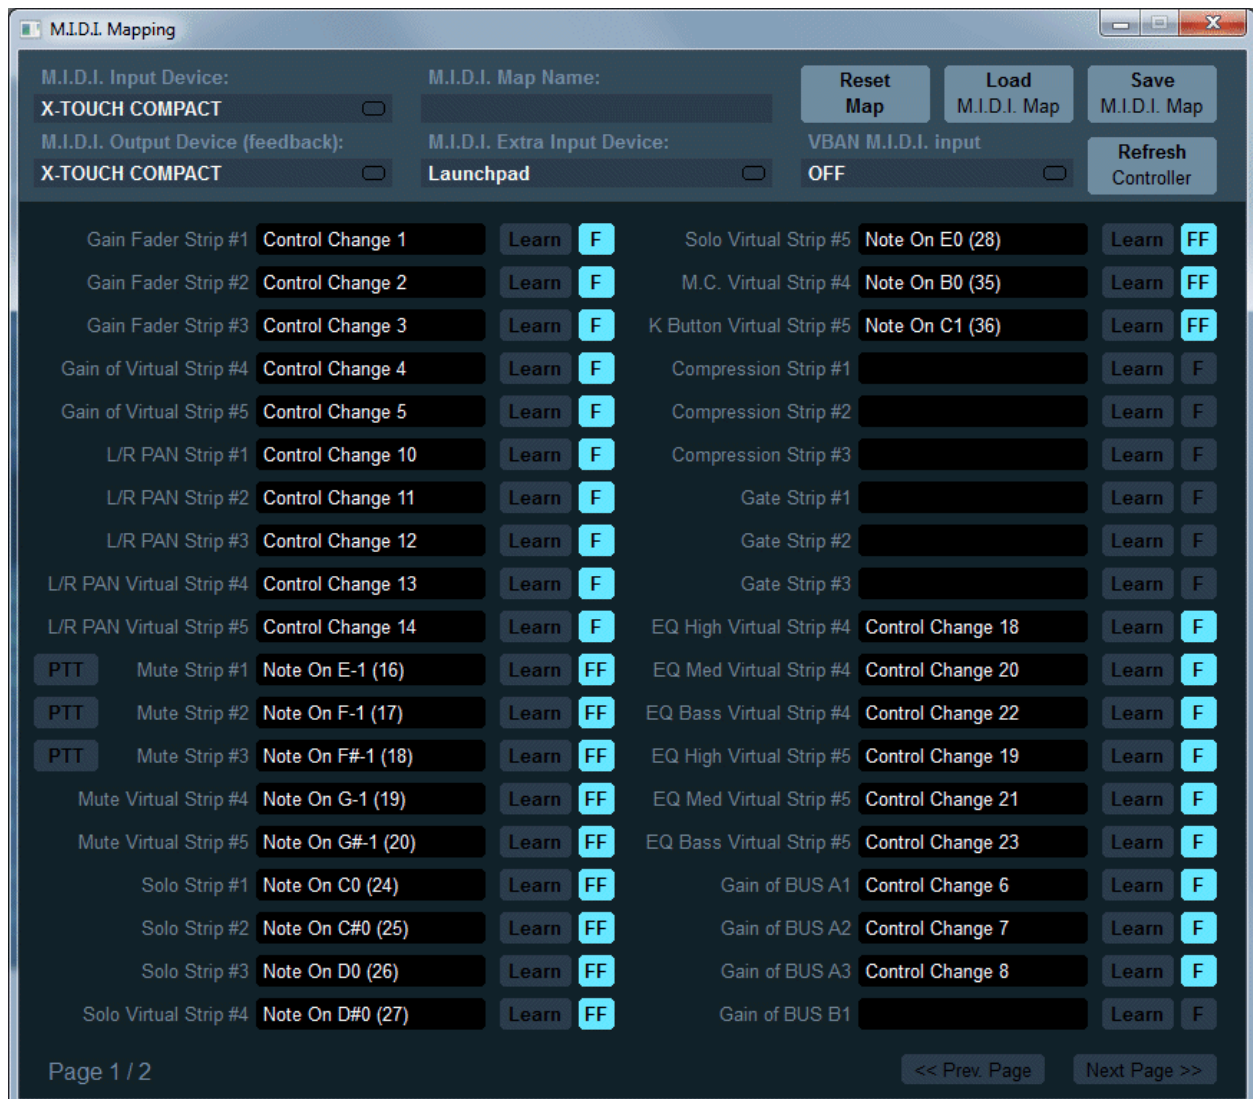 M.I.D.I. Mapping
M.I.D.I. Input Device:
X-TOUCH COMPACT
M.I.D.I. Map Name:
Reset Map
Load M.I.D.I. Map
Save M.I.D.I. Map
M.I.D.I. Output Device (feedback):
X-TOUCH COMPACT
M.I.D.I. Extra Input Device:
Launchpad
VBAN M.I.D.I. input
OFF
Refresh Controller
Gain Fader Strip #1 Control Change 1 Learn F
Gain Fader Strip #2 Control Change 2 Learn F
Gain Fader Strip #3 Control Change 3 Learn F
Gain of Virtual Strip #4 Control Change 4 Learn F
Gain of Virtual Strip #5 Control Change 5 Learn F
L/R PAN Strip #1 Control Change 10 Learn F
L/R PAN Strip #2 Control Change 11 Learn F
L/R PAN Strip #3 Control Change 12 Learn F
L/R PAN Virtual Strip #4 Control Change 13 Learn F
L/R PAN Virtual Strip #5 Control Change 14 Learn F
PTT Mute Strip #1 Note On E-1 (16) Learn FF
PTT Mute Strip #2 Note On F-1 (17) Learn FF
PTT Mute Strip #3 Note On F#-1 (18) Learn FF
Mute Virtual Strip #4 Note On G-1 (19) Learn FF
Mute Virtual Strip #5 Note On G#-1 (20) Learn FF
Solo Strip #1 Note On C0 (24) Learn FF
Solo Strip #2 Note On C#0 (25) Learn FF
Solo Strip #3 Note On D0 (26) Learn FF
Solo Virtual Strip #4 Note On D#0 (27) Learn FF
Solo Virtual Strip #5 Note On E0 (28) Learn FF
M.C. Virtual Strip #4 Note On B0 (35) Learn FF
K Button Virtual Strip #5 Note On C1 (36) Learn FF
Compression Strip #1 Learn F
Compression Strip #2 Learn F
Compression Strip #3 Learn F
Gate Strip #1 Learn F
Gate Strip #2 Learn F
Gate Strip #3 Learn F
EQ High Virtual Strip #4 Control Change 18 Learn F
EQ Med Virtual Strip #4 Control Change 20 Learn F
EQ Bass Virtual Strip #4 Control Change 22 Learn F
EQ High Virtual Strip #5 Control Change 19 Learn F
EQ Med Virtual Strip #5 Control Change 21 Learn F
EQ Bass Virtual Strip #5 Control Change 23 Learn F
Gain of BUS A1 Control Change 6 Learn F
Gain of BUS A2 Control Change 7 Learn F
Gain of BUS A3 Control Change 8 Learn F
Gain of BUS B1 Learn F
Page 1 / 2
<< Prev. Page
Next Page >>